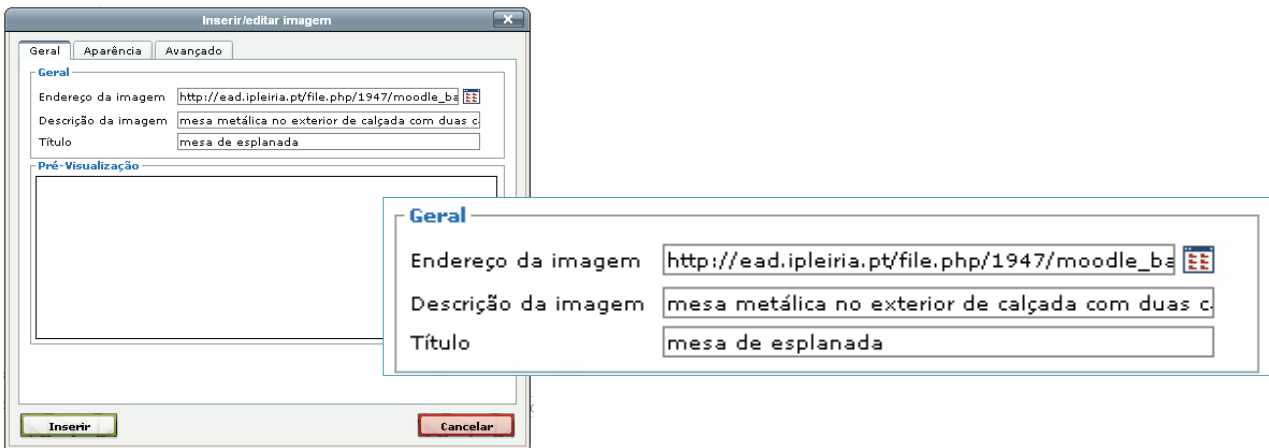 Inserir/editar imagem
Geral Aparência Avançado
Geral
Endereço da imagem http://ead.ipleiria.pt/file.php/1947/moodle_ba
Descrição da imagem mesa metálica no exterior de calçada com duas c
Título mesa de esplanada
Pré-Visualização
Inserir Cancelar
Geral
Endereço da imagem http://ead.ipleiria.pt/file.php/1947/moodle_ba
Descrição da imagem mesa metálica no exterior de calçada com duas c
Título mesa de esplanada